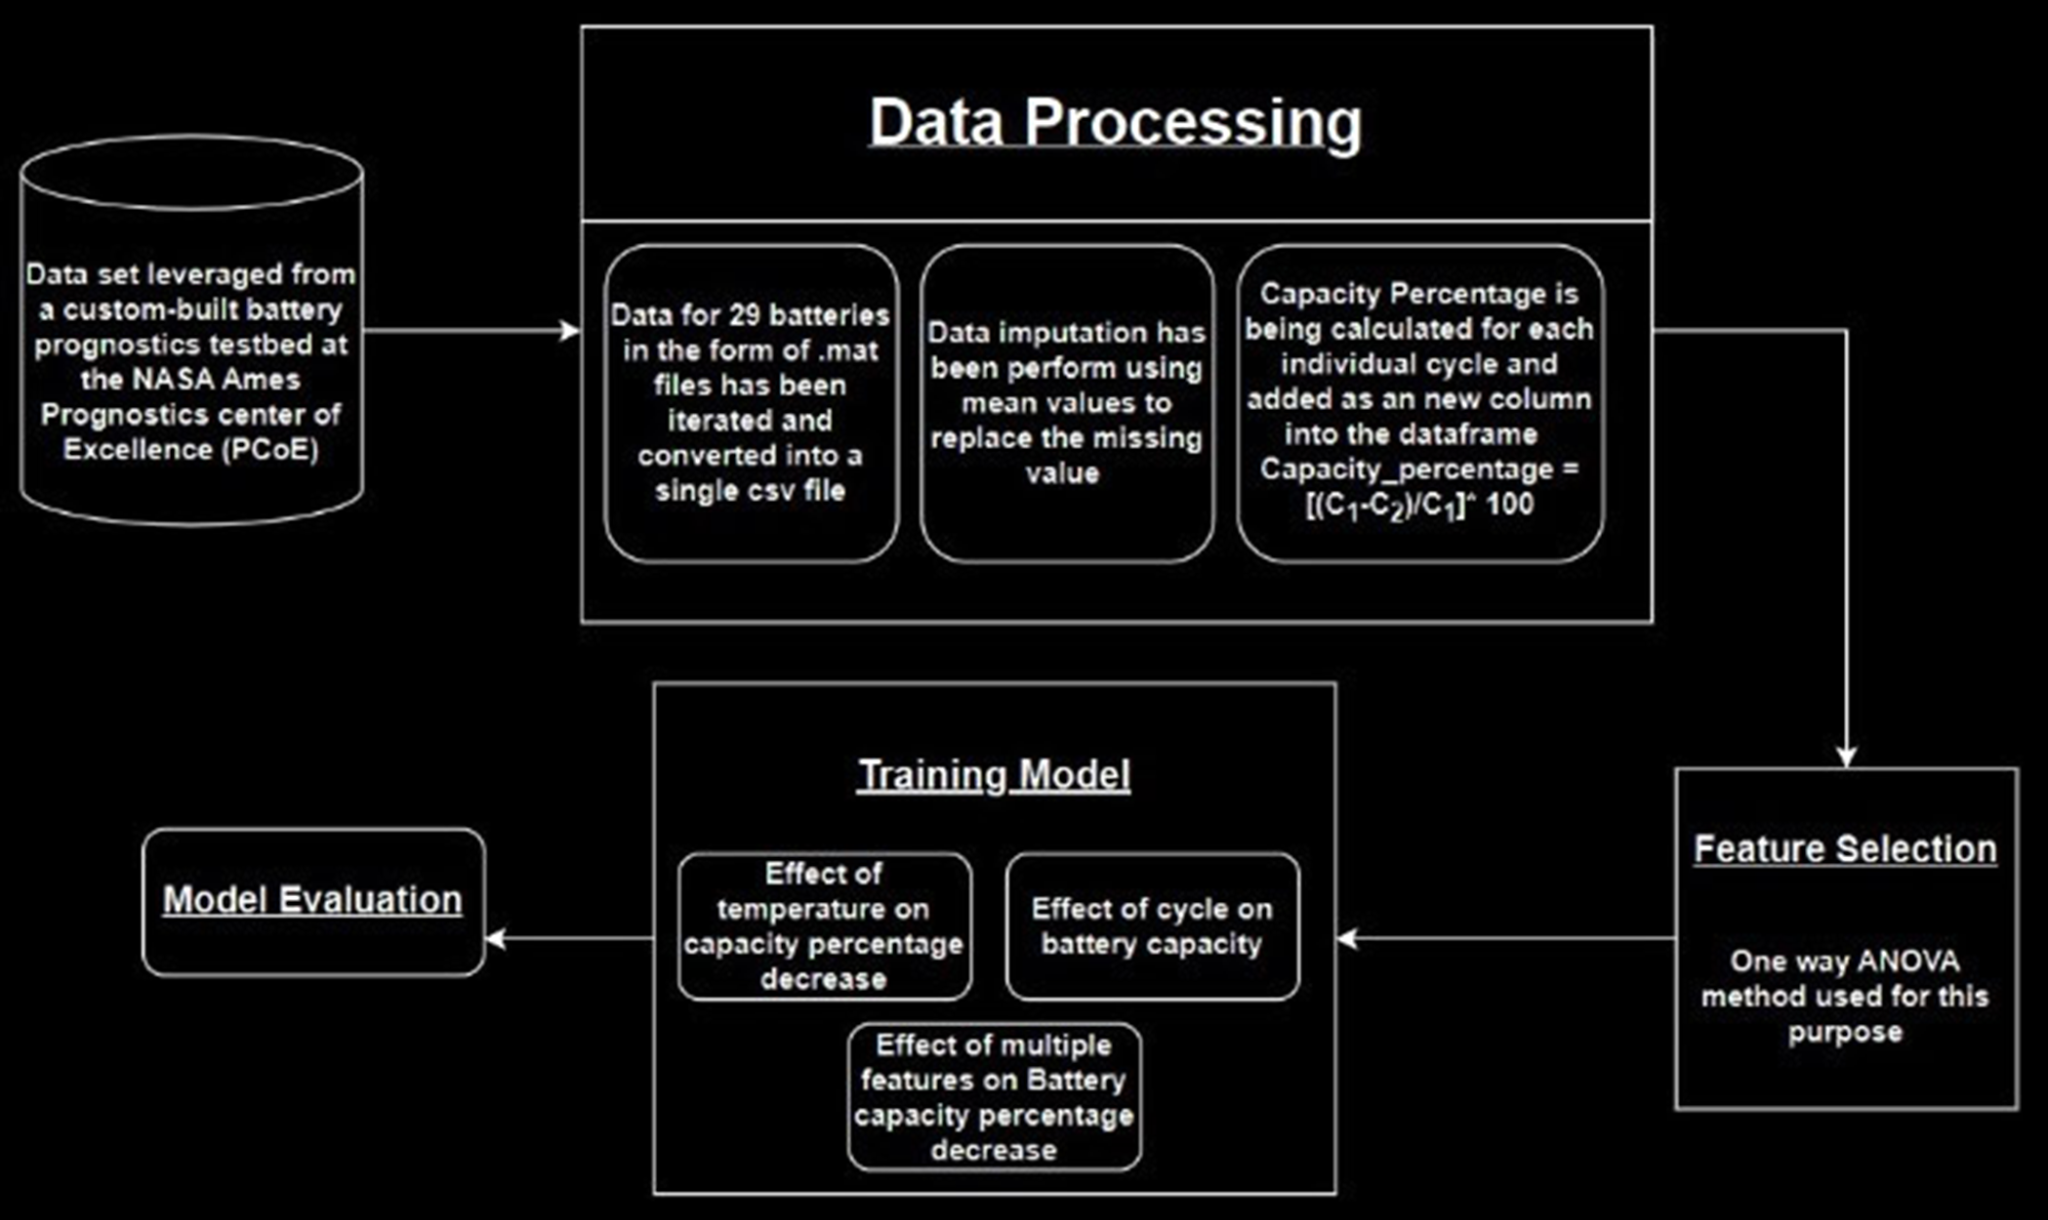 Data set leveraged from
a custom-built battery
prognostics testbed at
the NASA Ames
Prognostics center of
Excellence (PCoE)
Data Processing
Data for 29 batteries
in the form of .mat
files has been
iterated and
converted into a
single csv file
Data imputation has
been perform using
mean values to
replace the missing
value
Capacity Percentage is
being calculated for each
individual cycle and
added as an new column
into the dataframe
Capacity_percentage =
[(C₁-C₂)/C₁]* 100
Feature Selection
One way ANOVA
method used for this
purpose
Training Model
Effect of
temperature on
capacity percentage
decrease
Effect of cycle on
battery capacity
Effect of multiple
features on Battery
capacity percentage
decrease
Model Evaluation